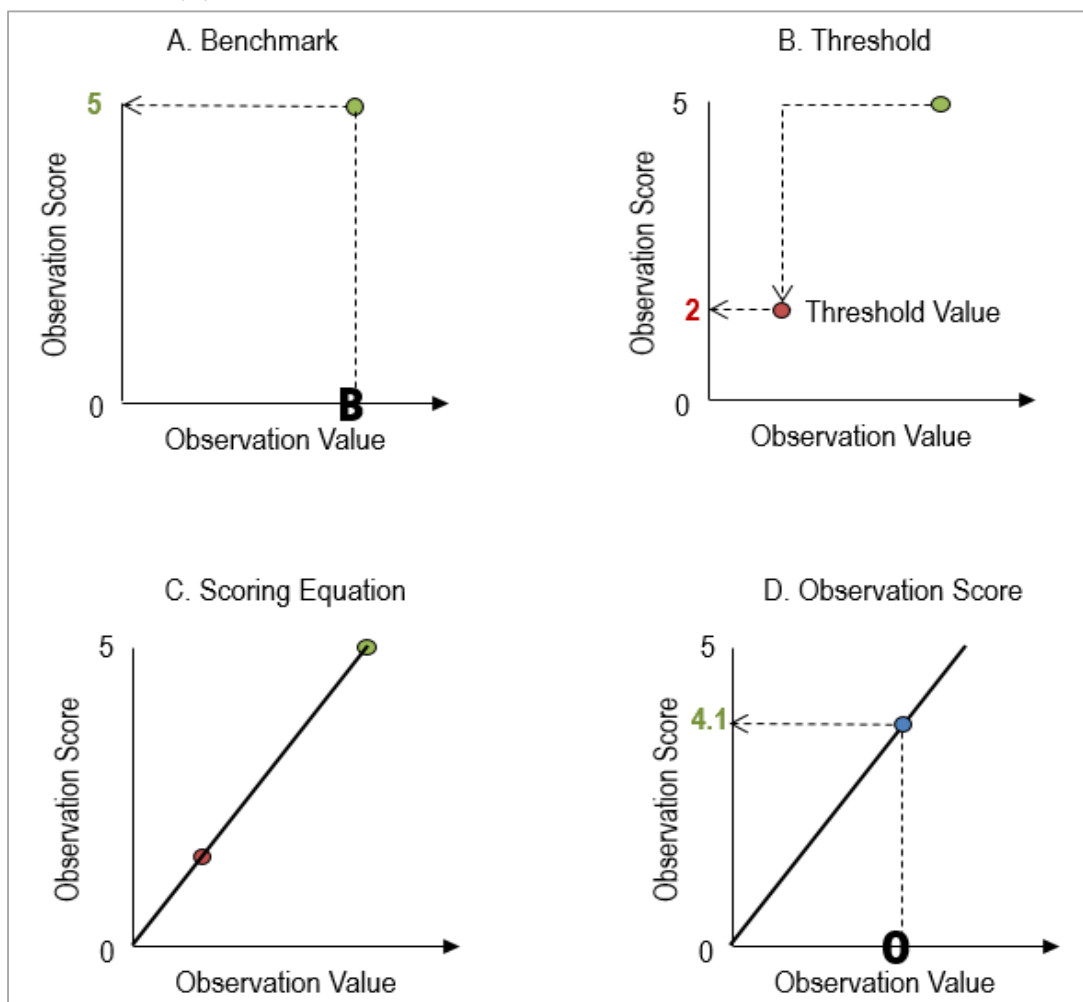 A. Benchmark
5
Observation Score
0
B
Observation Value
B. Threshold
5
Observation Score
2
Threshold Value
0
Observation Value
C. Scoring Equation
5
Observation Score
0
Observation Value
D. Observation Score
5
4.1
Observation Score
0
O
Observation Value